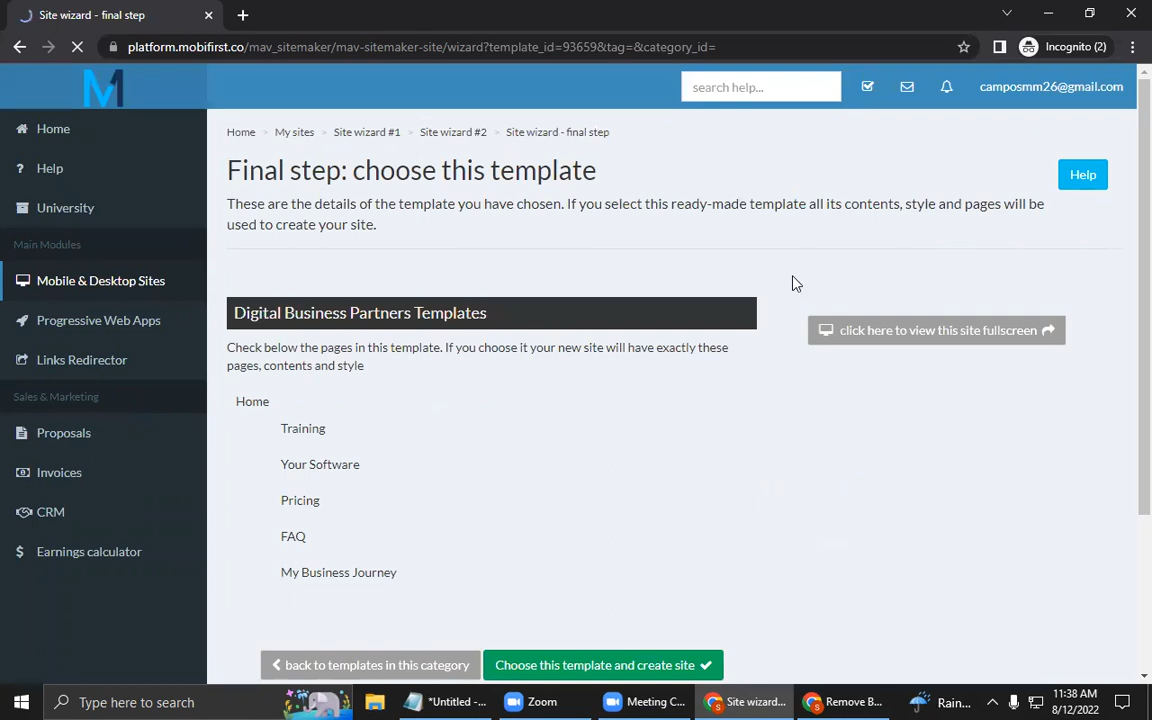 Site wizard - final step
platform.mobifirst.co/mav_sitemaker/mav-sitemaker-site/wizard?template_id=93659&tag=&category_id=
Incognito (2)
search help...
camposmm26@gmail.com
Home
Help
University
Main Modules
Mobile & Desktop Sites
Progressive Web Apps
Links Redirector
Sales & Marketing
Proposals
Invoices
CRM
Earnings calculator
Home > My sites > Site wizard #1 > Site wizard #2 > Site wizard - final step
Final step: choose this template
Help
These are the details of the template you have chosen. If you select this ready-made template all its contents, style and pages will be
used to create your site.
Digital Business Partners Templates
click here to view this site fullscreen
Check below the pages in this template. If you choose it your new site will have exactly these
pages, contents and style
Home
Training
Your Software
Pricing
FAQ
My Business Journey
back to templates in this category
Choose this template and create site
Type here to search
*Untitled -...
Zoom
Meeting C...
Site wizard...
Remove B...
Rain...
11:38 AM
8/12/2022